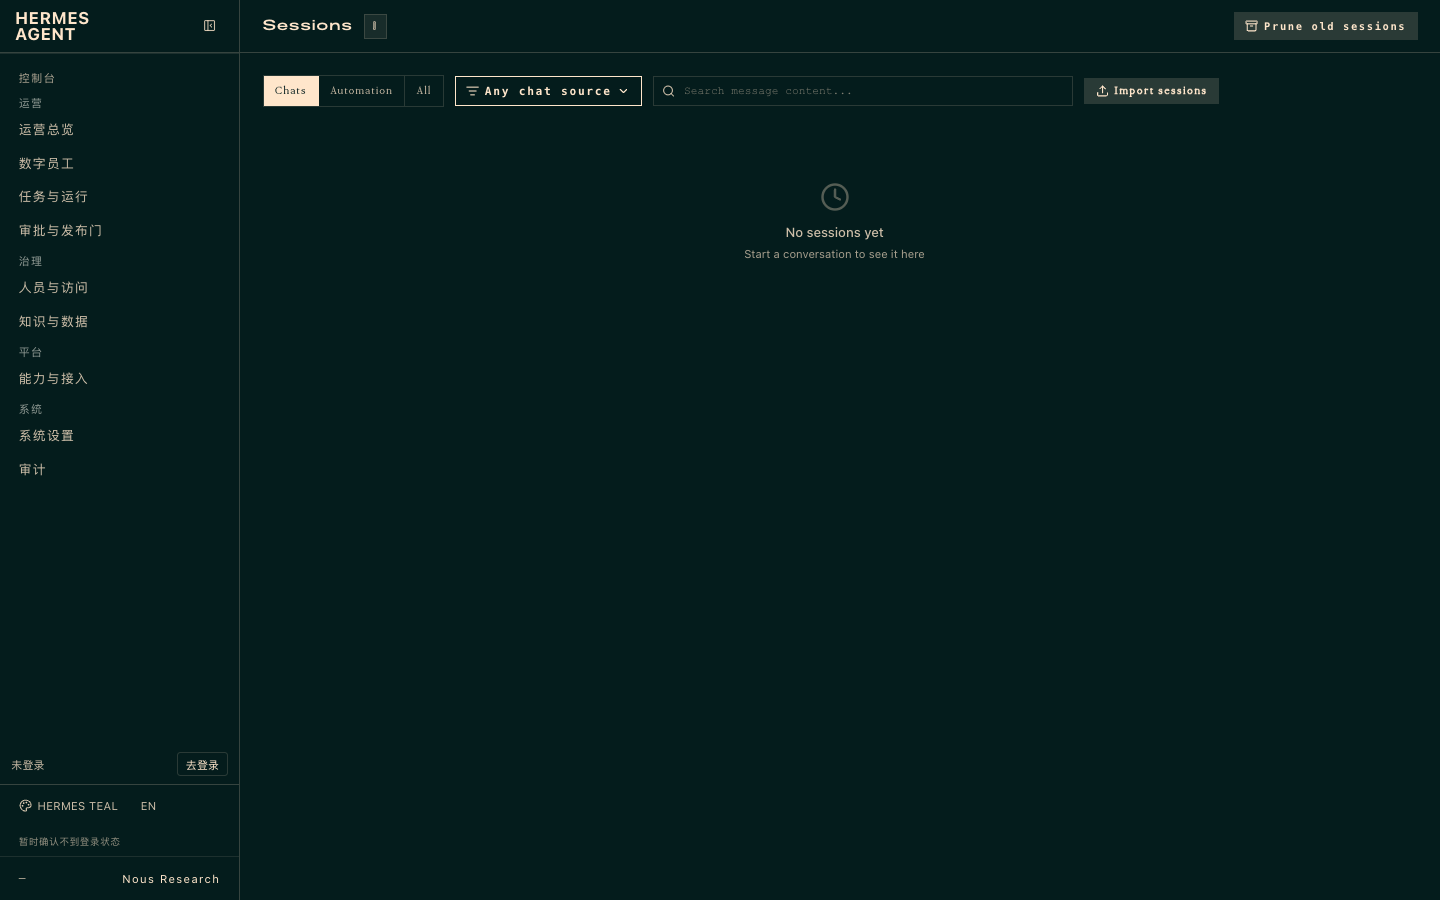 HERMES
AGENT
控制台
运营
运营总览
数字员工
任务与运行
审批与发布门
治理
人员与访问
知识与数据
平台
能力与接入
系统
系统设置
审计
未登录
去登录
HERMES TEAL
EN
暂时确认不到登录状态
—
Nous Research
Sessions
Prune old sessions
Chats
Automation
All
Any chat source
Search message content...
Import sessions
No sessions yet
Start a conversation to see it here